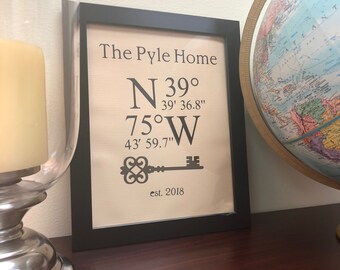 The Pyle Home
N 39°
39' 36.8"
75° W
43' 59.7"
est. 2018